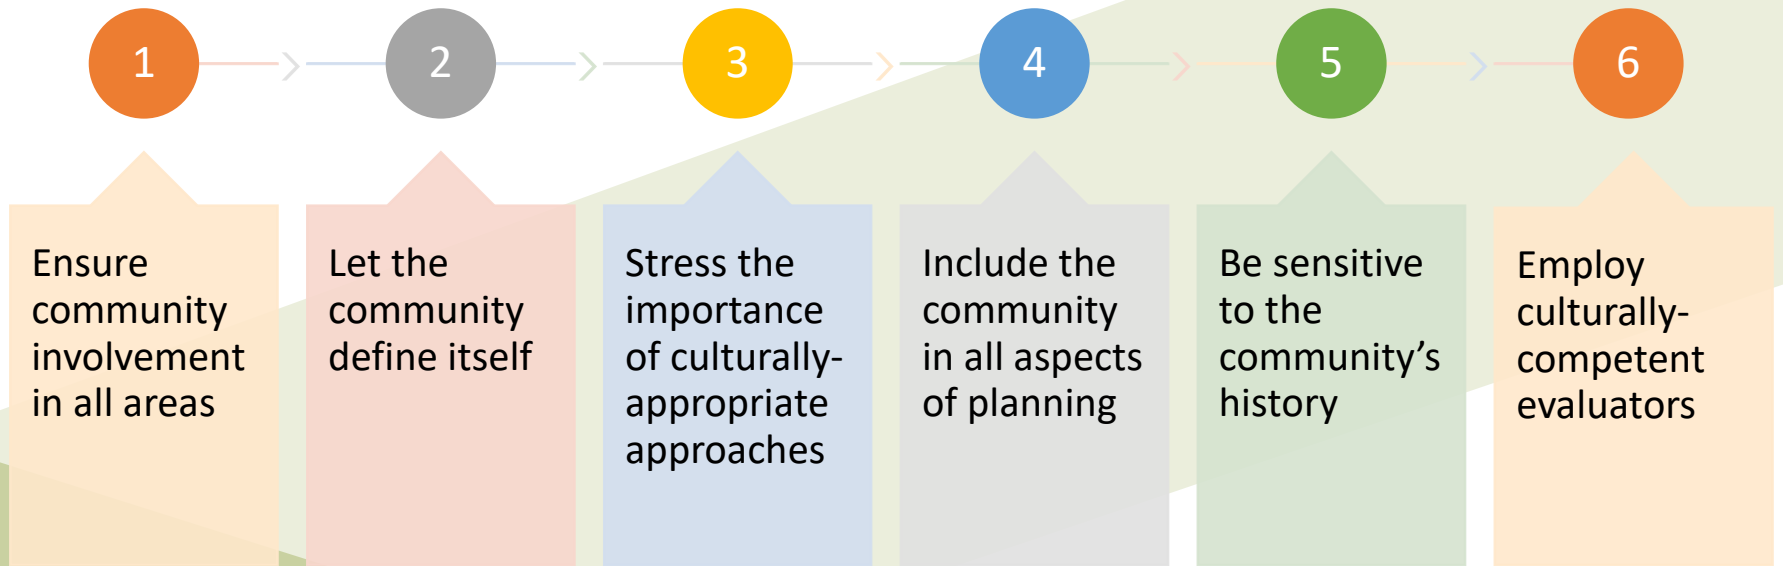 1
2
3
4
5
6
Ensure
community
involvement
in all areas
Let the
community
define itself
Stress the
importance
of culturally-
appropriate
approaches
Include the
community
in all aspects
of planning
Be sensitive
to the
community’s
history
Employ
culturally-
competent
evaluators